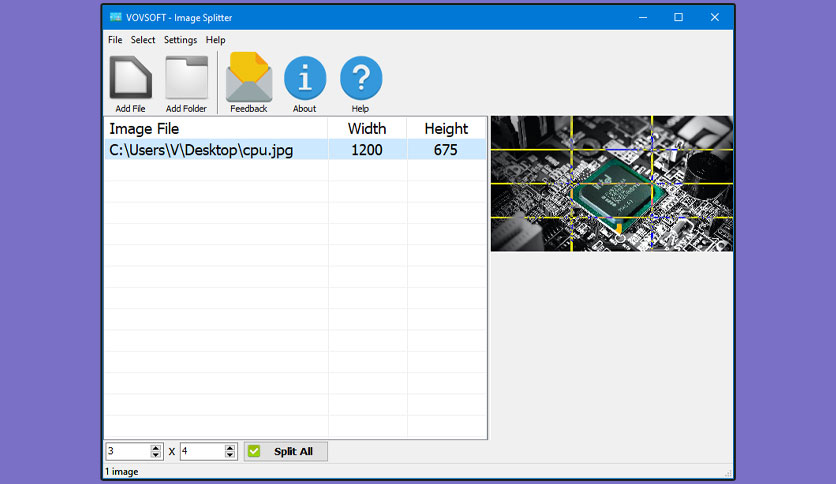 VOVSOFT - Image Splitter
File Select Settings Help
Add File Add Folder Feedback About Help
Image File Width Height
C:\Users\V\Desktop\cpu.jpg 1200 675
3 X 4 Split All
1 image